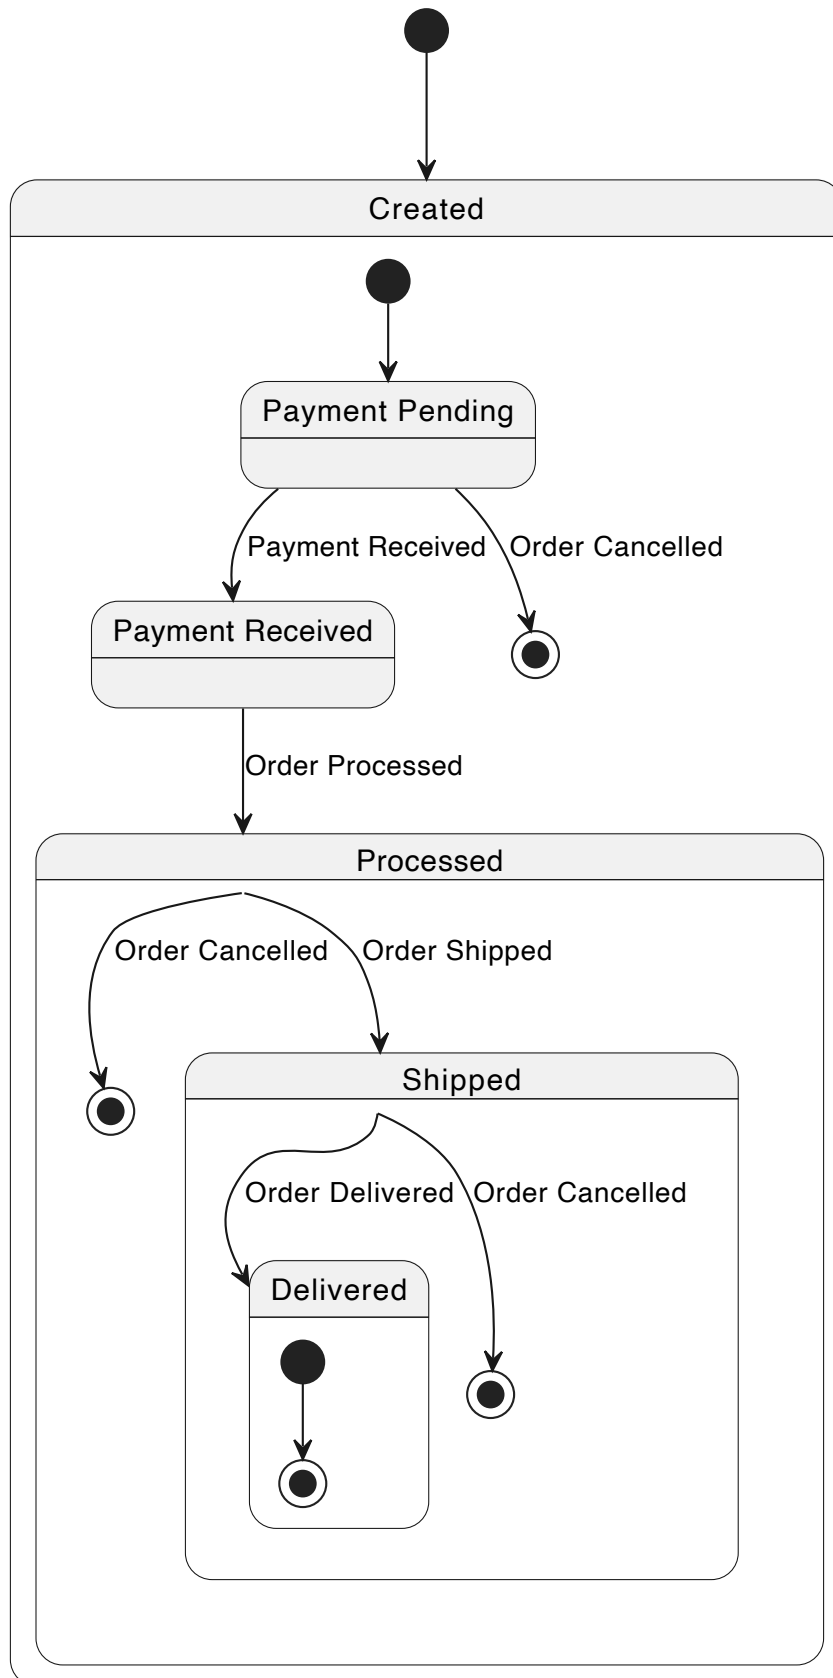 Created
Payment Pending
Payment Received
Order Cancelled
Payment Received
Order Processed
Processed
Order Cancelled
Order Shipped
Shipped
Order Delivered
Order Cancelled
Delivered